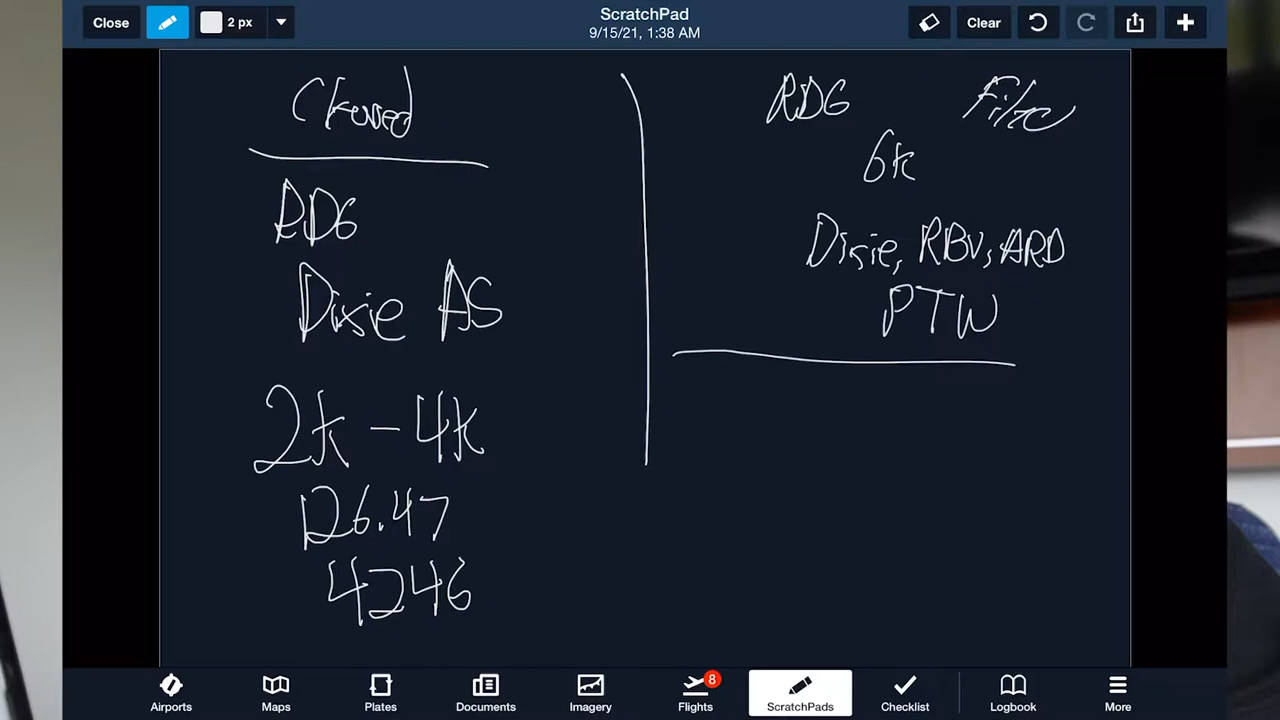 Close
2 px
ScratchPad
9/15/21, 1:38 AM
Clear
Cleared
RDG
Dixie AS
2k - 4k
126.47
4246
RDG Filed
6k
Dixie, RBV, ARD
PTW
Airports
Maps
Plates
Documents
Imagery
8
Flights
ScratchPads
Checklist
Logbook
More